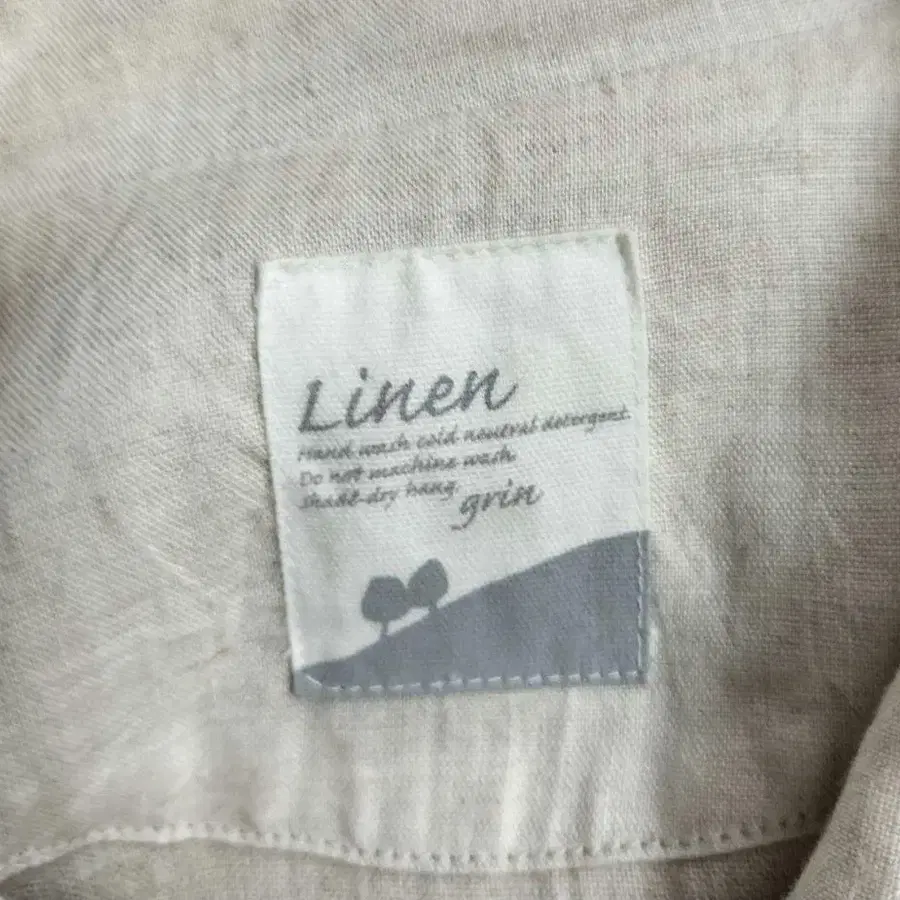 Linen
Hand wash cold neutral detergent.
Do not machine wash
shade-dry hang.
grin